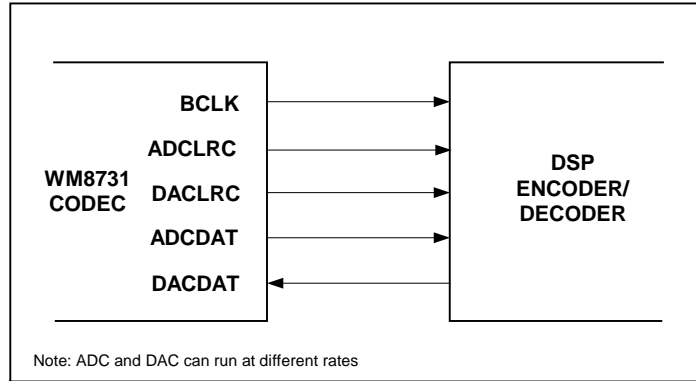 BCLK
ADCLRC
DACLRC
ADCDAT
DACDAT
WM8731
CODEC
DSP
ENCODER/
DECODER
Note: ADC and DAC can run at different rates